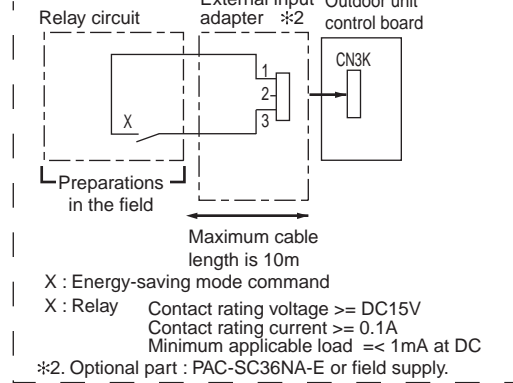 Relay circuit
External input
adapter ※2
Outdoor unit
control board
CN3K
1
2
3
X
Preparations
in the field
Maximum cable
length is 10m
X : Energy-saving mode command
X : Relay Contact rating voltage >= DC15V
Contact rating current >= 0.1A
Minimum applicable load =< 1mA at DC
※2. Optional part : PAC-SC36NA-E or field supply.